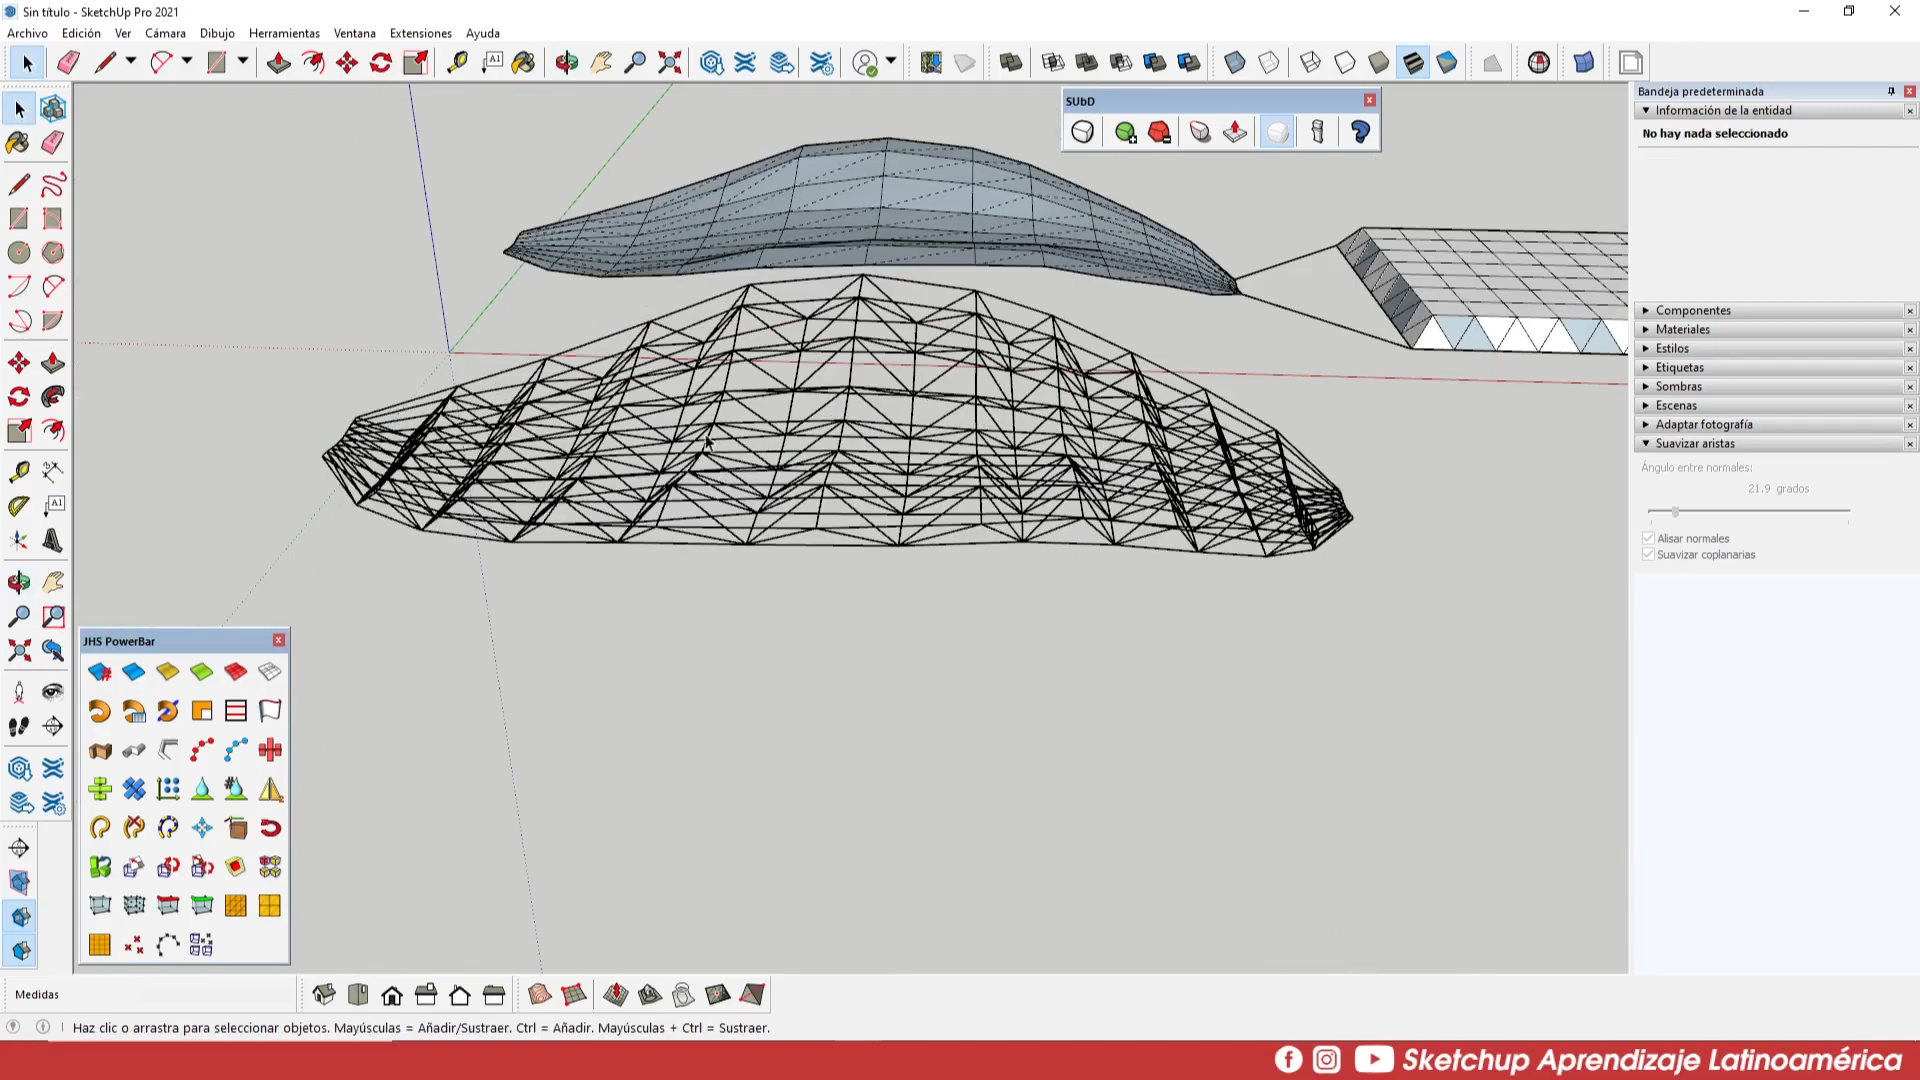 Sin título - SketchUp Pro 2021
Archivo Edición Ver Cámara Dibujo Herramientas Ventana Extensiones Ayuda
A1
SUbD
Bandeja predeterminada
Información de la entidad
No hay nada seleccionado
Componentes
Materiales
Estilos
Etiquetas
Sombras
Escenas
Adaptar fotografía
Suavizar aristas
Ángulo entre normales:
21.9 grados
Alisar normales
Suavizar coplanarias
A1
JHS PowerBar
Medidas
Haz clic o arrastra para seleccionar objetos. Mayúsculas = Añadir/Sustraer. Ctrl = Añadir. Mayúsculas + Ctrl = Sustraer.
Sketchup Aprendizaje Latinoamérica